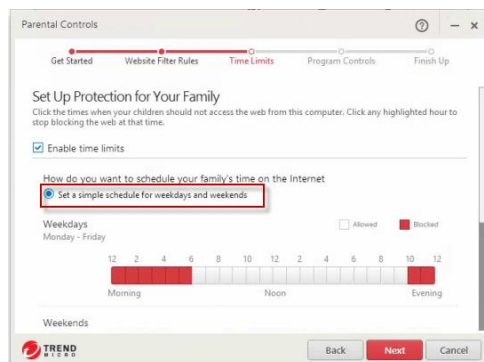 Parental Controls
Get Started Website Filter Rules Time Limits Program Controls Finish Up
Set Up Protection for Your Family
Click the times when your children should not access the web from this computer. Click any highlighted hour to
stop blocking the web at that time.
Enable time limits
How do you want to schedule your family's time on the Internet
Set a simple schedule for weekdays and weekends
Weekdays Allowed Blocked
Monday - Friday
12 2 4 6 8 10 12 2 4 6 8 10 12
Morning Noon Evening
Weekends
TREND MICRO Back Next Cancel